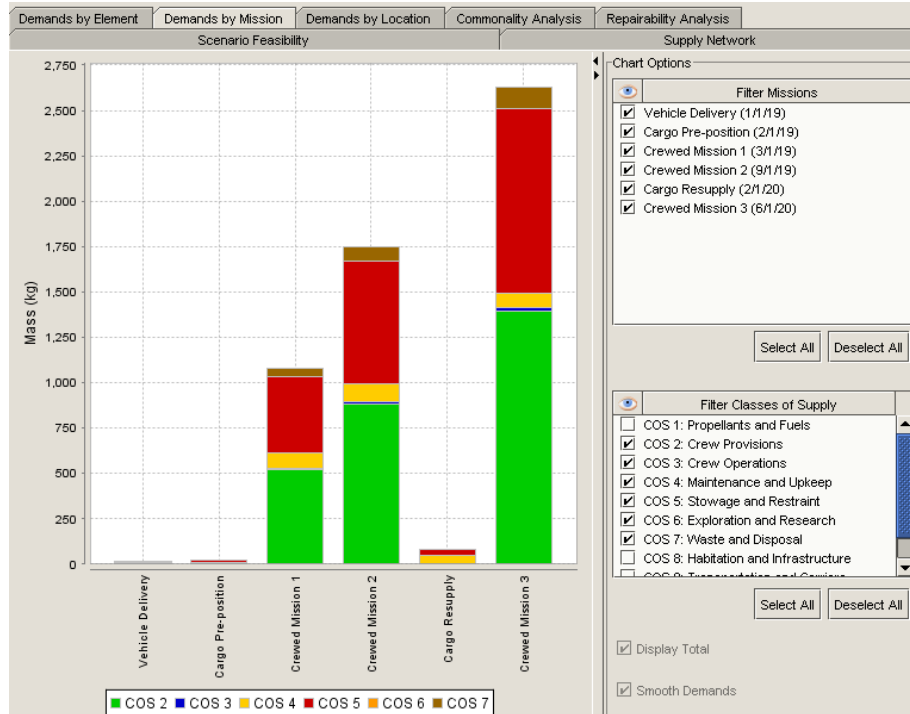 Demands by Element Demands by Mission Demands by Location Commonality Analysis Repairability Analysis
Scenario Feasibility Supply Network
Chart Options
Filter Missions
Vehicle Delivery (1/1/19)
Cargo Pre-position (2/1/19)
Crewed Mission 1 (3/1/19)
Crewed Mission 2 (9/1/19)
Cargo Resupply (2/1/20)
Crewed Mission 3 (6/1/20)
Select All Deselect All
Filter Classes of Supply
COS 1: Propellants and Fuels
COS 2: Crew Provisions
COS 3: Crew Operations
COS 4: Maintenance and Upkeep
COS 5: Stowage and Restraint
COS 6: Exploration and Research
COS 7: Waste and Disposal
COS 8: Habitation and Infrastructure
Select All Deselect All
Display Total
Smooth Demands
Mass (kg)
2,750
2,500
2,250
2,000
1,750
1,500
1,250
1,000
750
500
250
0
Vehicle Delivery
Cargo Pre-position
Crewed Mission 1
Crewed Mission 2
Cargo Resupply
Crewed Mission 3
COS 2 COS 3 COS 4 COS 5 COS 6 COS 7